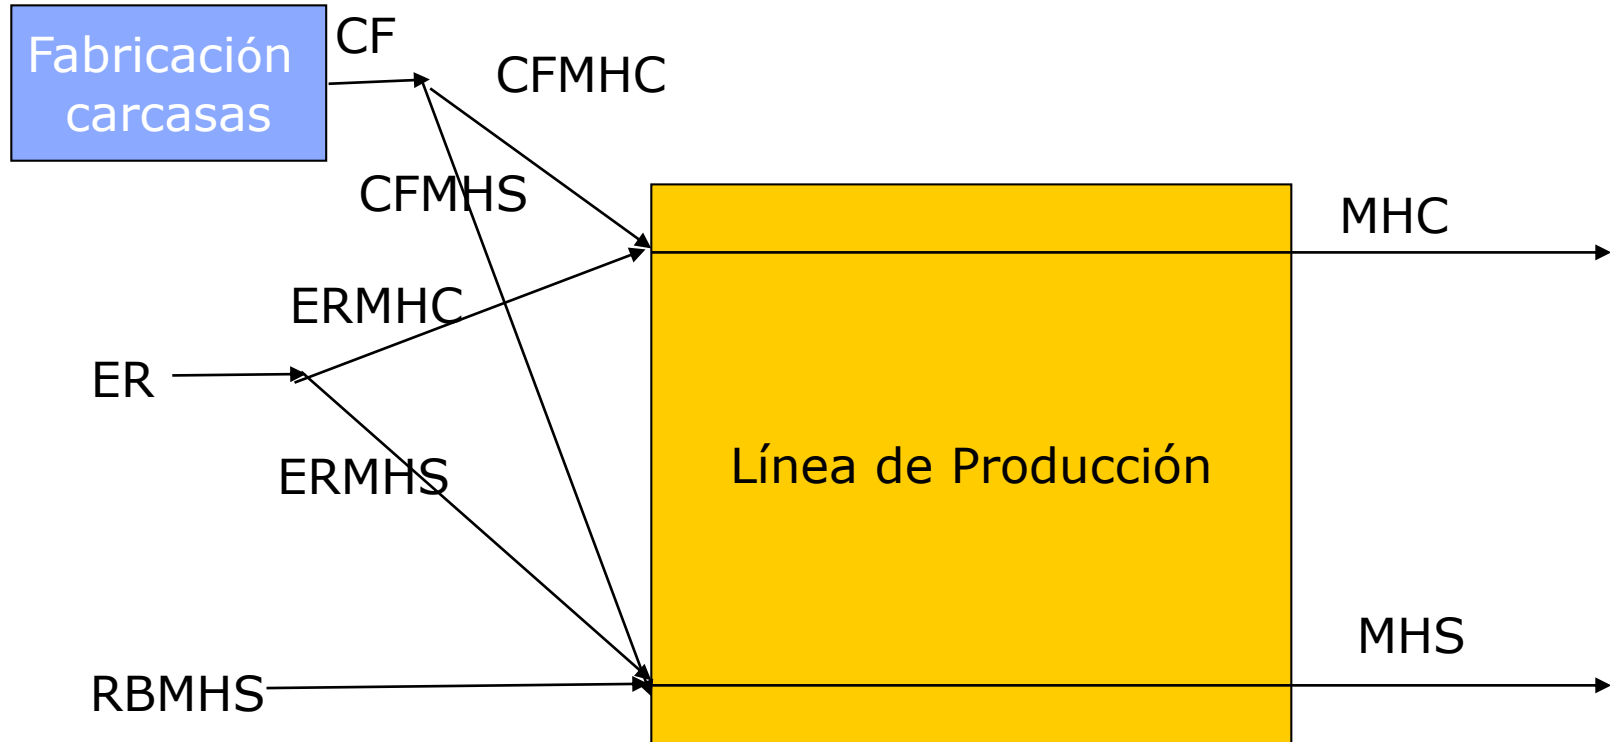 Fabricación
carcasas
CF
CFMHC
CFMHS
MHC
ERMHC
ER
Línea de Producción
ERMHS
MHS
RBMHS